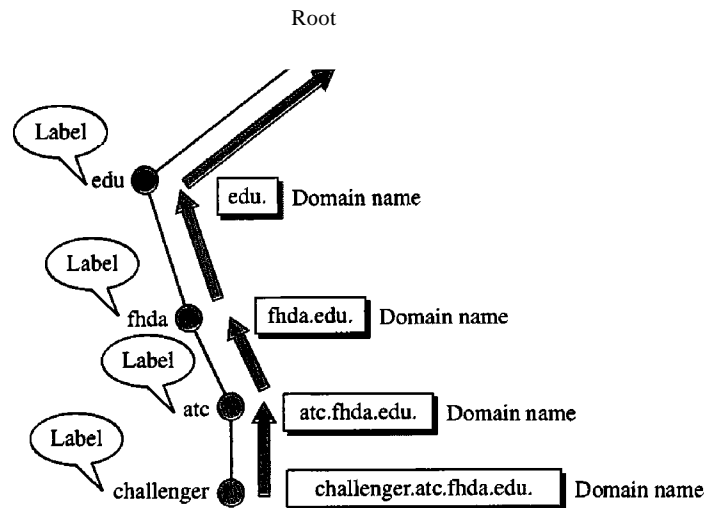 Root
Label
edu
edu. Domain name
Label
fhda
fhda.edu. Domain name
Label
atc
atc.fhda.edu. Domain name
Label
challenger
challenger.atc.fhda.edu. Domain name